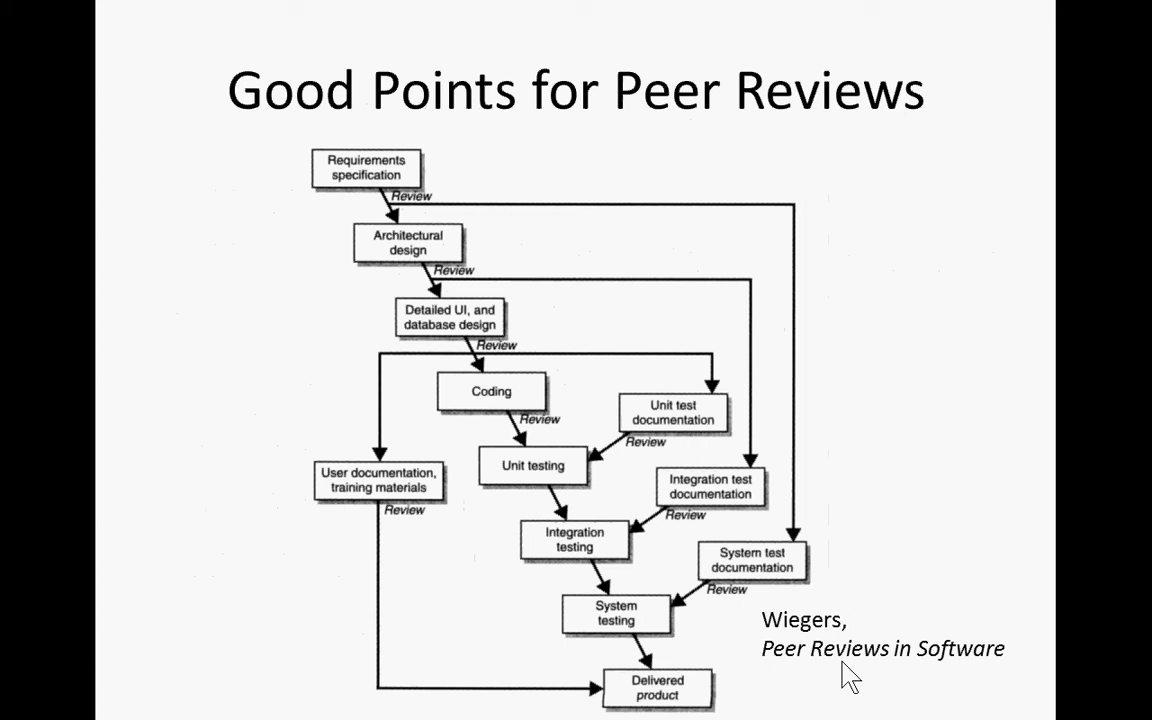 Good Points for Peer Reviews
Requirements
specification
Review
Architectural
design
Review
Detailed UI, and
database design
Review
Coding
Review
Unit test
documentation
Review
Unit testing
User documentation,
training materials
Review
Integration test
documentation
Review
Integration
testing
System test
documentation
Review
System
testing
Wiegers,
Peer Reviews in Software
Delivered
product